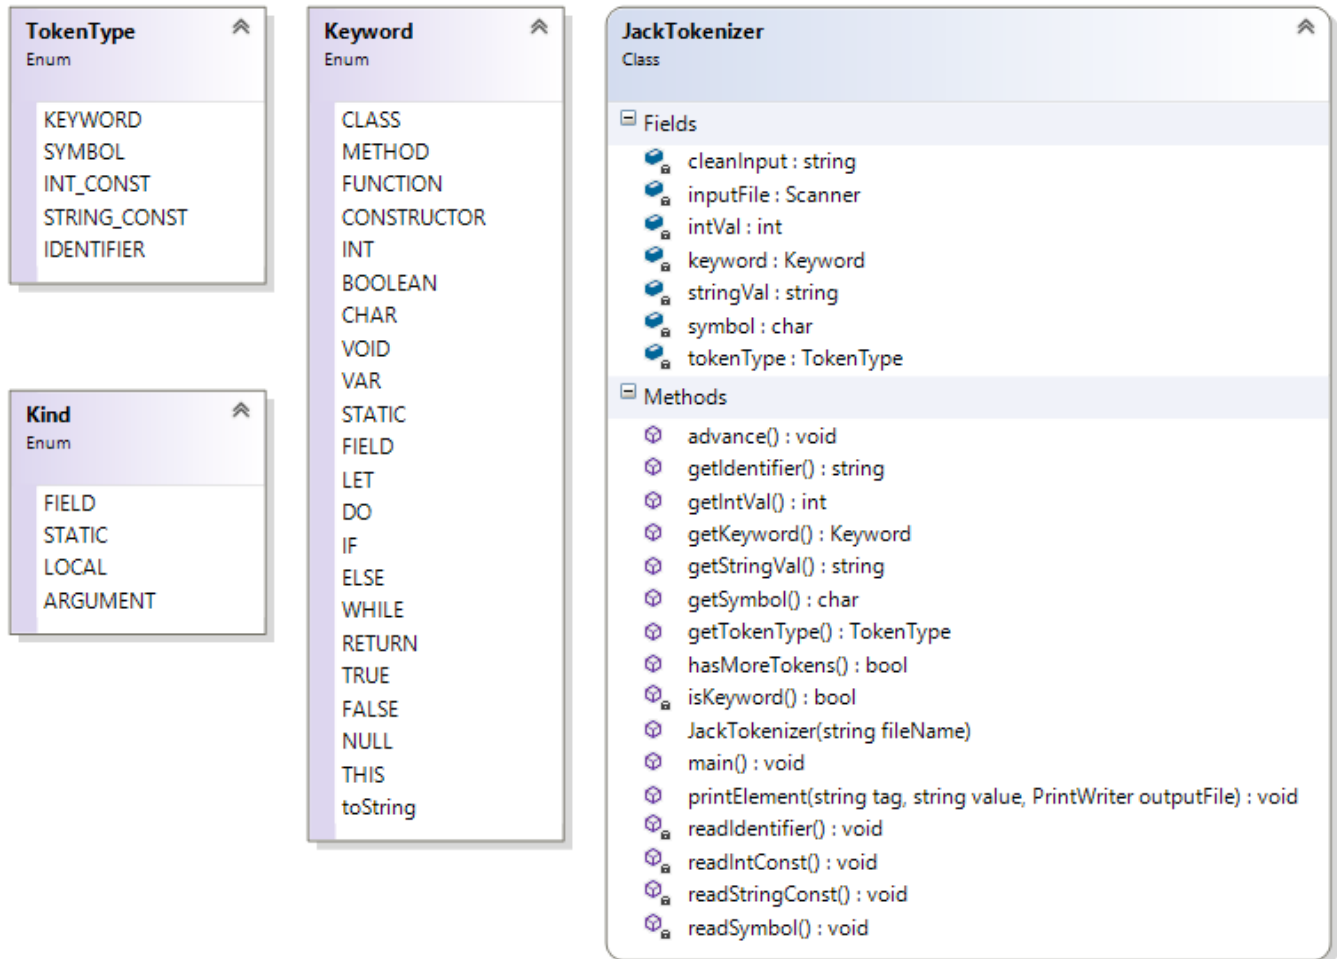 TokenType
Enum
KEYWORD
SYMBOL
INT_CONST
STRING_CONST
IDENTIFIER
Kind
Enum
FIELD
STATIC
LOCAL
ARGUMENT
Keyword
Enum
CLASS
METHOD
FUNCTION
CONSTRUCTOR
INT
BOOLEAN
CHAR
VOID
VAR
STATIC
FIELD
LET
DO
IF
ELSE
WHILE
RETURN
TRUE
FALSE
NULL
THIS
toString
JackTokenizer
Class
Fields
cleanInput : string
inputFile : Scanner
intVal : int
keyword : Keyword
stringVal : string
symbol : char
tokenType : TokenType
Methods
advance() : void
getIdentifier() : string
getIntVal() : int
getKeyword() : Keyword
getStringVal() : string
getSymbol() : char
getTokenType() : TokenType
hasMoreTokens() : bool
isKeyword() : bool
JackTokenizer(string fileName)
main() : void
printElement(string tag, string value, PrintWriter outputFile) : void
readIdentifier() : void
readIntConst() : void
readStringConst() : void
readSymbol() : void